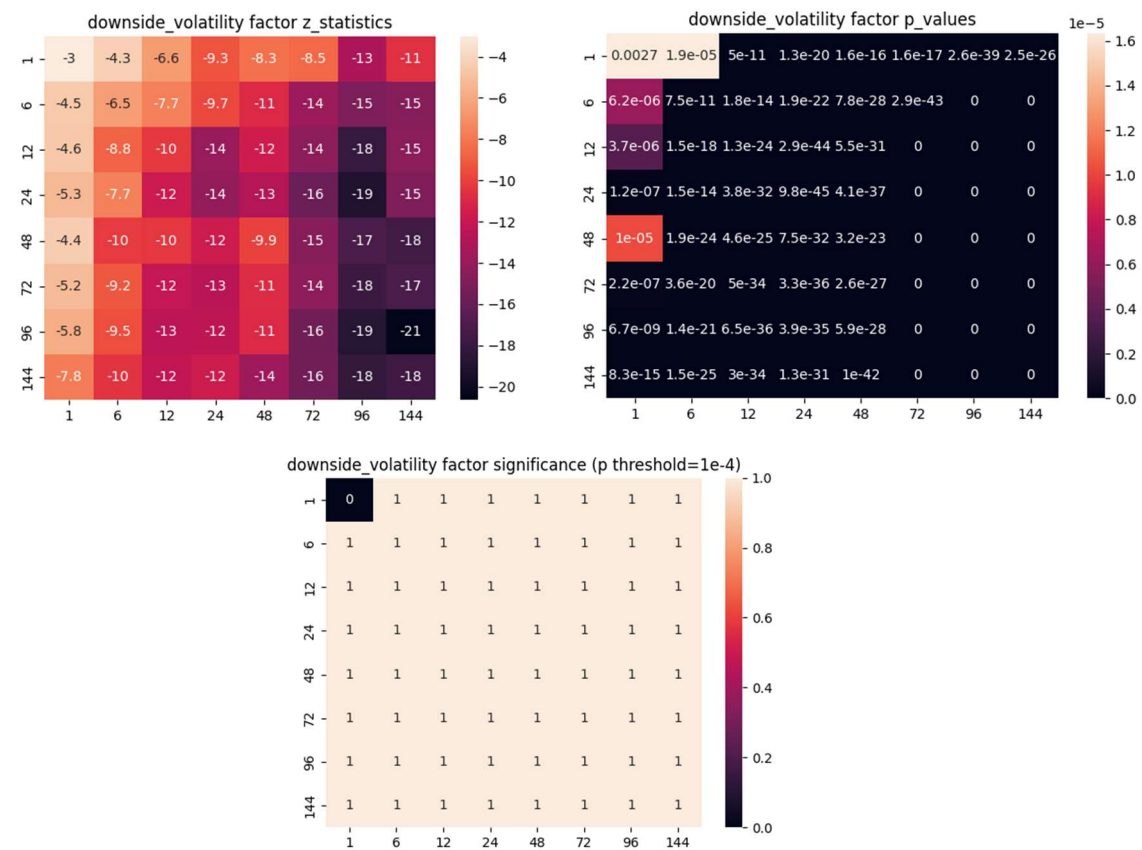 downside_volatility factor z_statistics
1 -3 -4.3 -6.6 -9.3 -8.3 -8.5 -13 -11
6 -4.5 -6.5 -7.7 -9.7 -11 -14 -15 -15
12 -4.6 -8.8 -10 -14 -12 -14 -18 -15
24 -5.3 -7.7 -12 -14 -13 -16 -19 -15
48 -4.4 -10 -10 -12 -9.9 -15 -17 -18
72 -5.2 -9.2 -12 -13 -11 -14 -18 -17
96 -5.8 -9.5 -13 -12 -11 -16 -19 -21
144 -7.8 -10 -12 -12 -14 -16 -18 -18
1 6 12 24 48 72 96 144
−4
−6
−8
−10
−12
−14
−16
−18
−20
downside_volatility factor p_values
1e−5
1 0.0027 1.9e-05 5e-11 1.3e-20 1.6e-16 1.6e-17 2.6e-39 2.5e-26
6 6.2e-06 7.5e-11 1.8e-14 1.9e-22 7.8e-28 2.9e-43 0 0
12 3.7e-06 1.5e-18 1.3e-24 2.9e-44 5.5e-31 0 0 0
24 1.2e-07 1.5e-14 3.8e-32 9.8e-45 4.1e-37 0 0 0
48 1e-05 1.9e-24 4.6e-25 7.5e-32 3.2e-23 0 0 0
72 2.2e-07 3.6e-20 5e-34 3.3e-36 2.6e-27 0 0 0
96 6.7e-09 1.4e-21 6.5e-36 3.9e-35 5.9e-28 0 0 0
144 8.3e-15 1.5e-25 3e-34 1.3e-31 1e-42 0 0 0
1 6 12 24 48 72 96 144
1.6
1.4
1.2
1.0
0.8
0.6
0.4
0.2
0.0
downside_volatility factor significance (p threshold=1e-4)
1 0 1 1 1 1 1 1 1
6 1 1 1 1 1 1 1 1
12 1 1 1 1 1 1 1 1
24 1 1 1 1 1 1 1 1
48 1 1 1 1 1 1 1 1
72 1 1 1 1 1 1 1 1
96 1 1 1 1 1 1 1 1
144 1 1 1 1 1 1 1 1
1 6 12 24 48 72 96 144
1.0
0.8
0.6
0.4
0.2
0.0